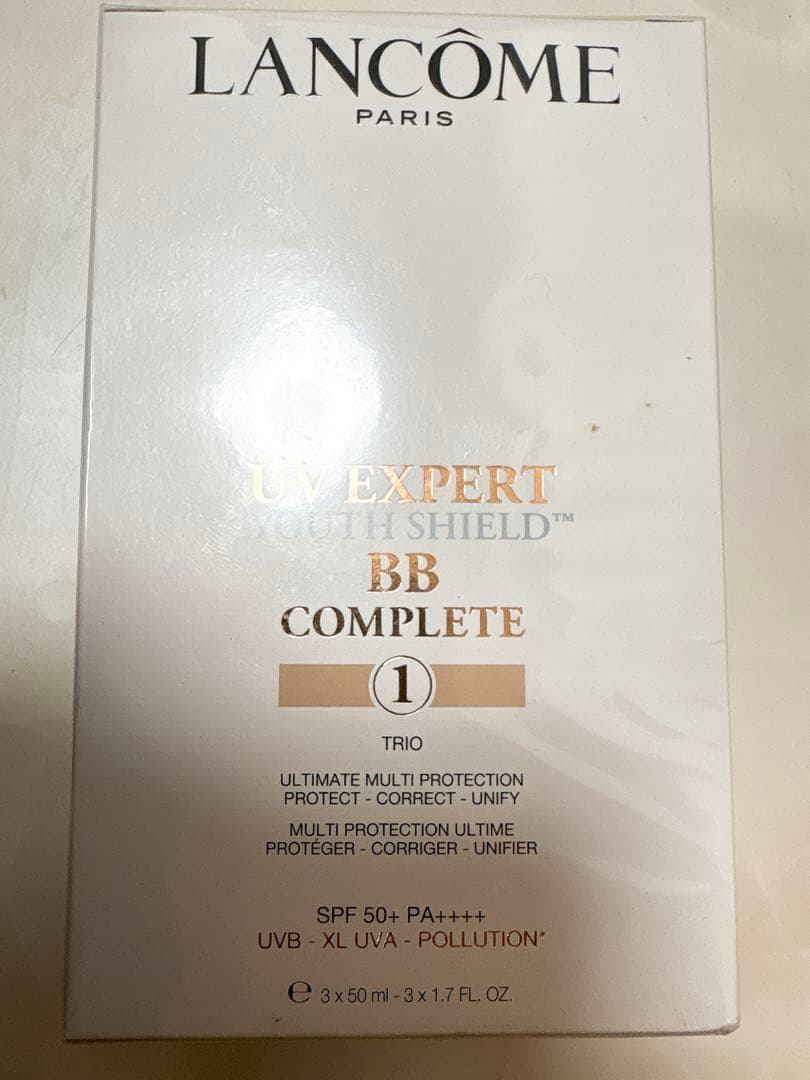 LANCÔME
PARIS
UV EXPERT
YOUTH SHIELD™
BB
COMPLETE
1
TRIO
ULTIMATE MULTI PROTECTION
PROTECT - CORRECT - UNIFY
MULTI PROTECTION ULTIME
PROTÉGER - CORRIGER - UNIFIER
SPF 50+ PA++++
UVB - XL UVA - POLLUTION*
℮ 3 x 50 ml - 3 x 1.7 FL. OZ.